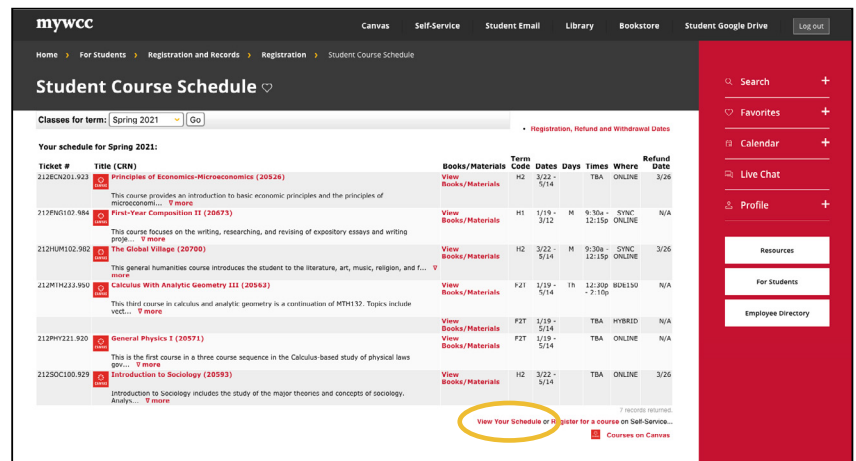 mywcc
Canvas Self-Service Student Email Library Bookstore Student Google Drive Log out
Home > For Students > Registration and Records > Registration > Student Course Schedule
Student Course Schedule
Search +
Favorites +
Calendar +
Live Chat
Profile +
Resources
For Students
Employee Directory
Classes for term: Spring 2021 Go
• Registration, Refund and Withdrawal Dates
Your schedule for Spring 2021:
Ticket # Title (CRN) Books/Materials Term Code Dates Days Times Where Refund Date
212ECN201.923 Principles of Economics-Microeconomics (20526) View Books/Materials H2 3/22 - 5/14 TBA ONLINE 3/26
This course provides an introduction to basic economic principles and the principles of
microeconomi... ∇ more
212ENG102.984 First-Year Composition II (20673) View Books/Materials H1 1/19 - 3/12 M 9:30a - 12:15p SYNC ONLINE N/A
This course focuses on the writing, researching, and revising of expository essays and writing
proje... ∇ more
212HUM102.982 The Global Village (20700) View Books/Materials H2 3/22 - 5/14 M 9:30a - 12:15p SYNC ONLINE N/A
This general humanities course introduces the student to the literature, art, music, religion, and f... ∇
more
212MTH233.950 Calculus With Analytic Geometry III (20563) View Books/Materials F2T 1/19 - 5/14 Th 12:30p - 2:10p BDE150 N/A
This third course in calculus and analytic geometry is a continuation of MTH132. Topics include
vect... ∇ more
View Books/Materials F2T 1/19 - 5/14 TBA HYBRID N/A
212PHY221.920 General Physics I (20571) View Books/Materials F2T 1/19 - 5/14 TBA ONLINE N/A
This is the first course in a three course sequence in the Calculus-based study of physical laws
gov... ∇ more
212SOC100.929 Introduction to Sociology (20593) View Books/Materials H2 3/22 - 5/14 TBA ONLINE 3/26
Introduction to Sociology includes the study of the major theories and concepts of sociology.
Analys... ∇ more
7 records returned.
View Your Schedule or Register for a course on Self-Service...
Courses on Canvas